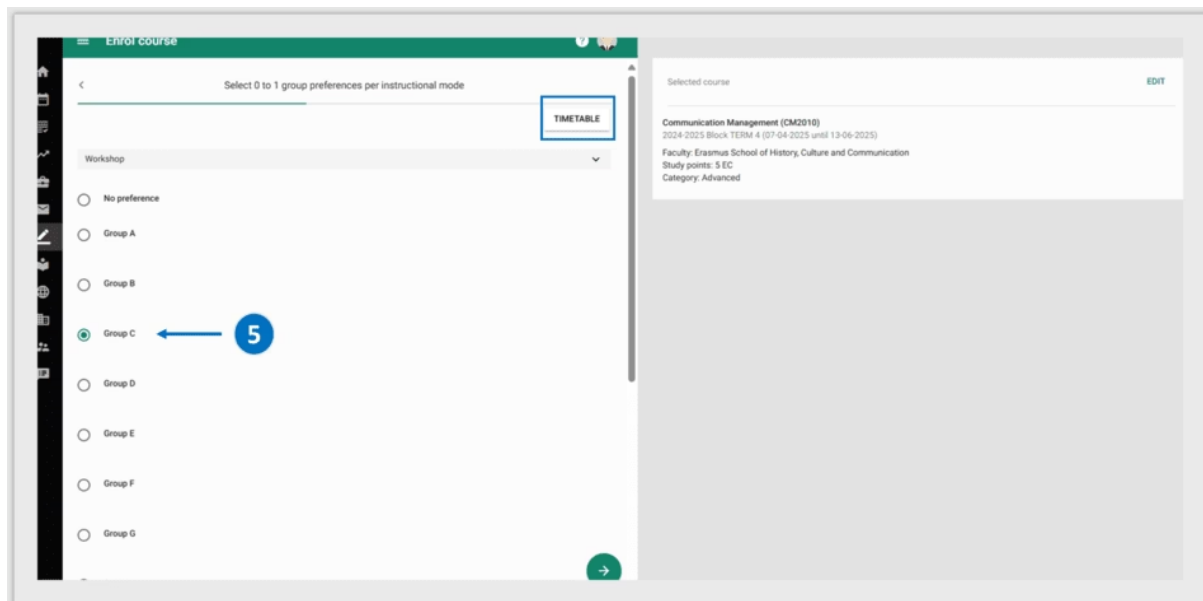 Enrol course
?
Select 0 to 1 group preferences per instructional mode
TIMETABLE
Workshop
No preference
Group A
Group B
Group C
5
Group D
Group E
Group F
Group G
Selected course
EDIT
Communication Management (CM2010)
2024-2025 Block TERM 4 (07-04-2025 until 13-06-2025)
Faculty: Erasmus School of History, Culture and Communication
Study points: 5 EC
Category: Advanced